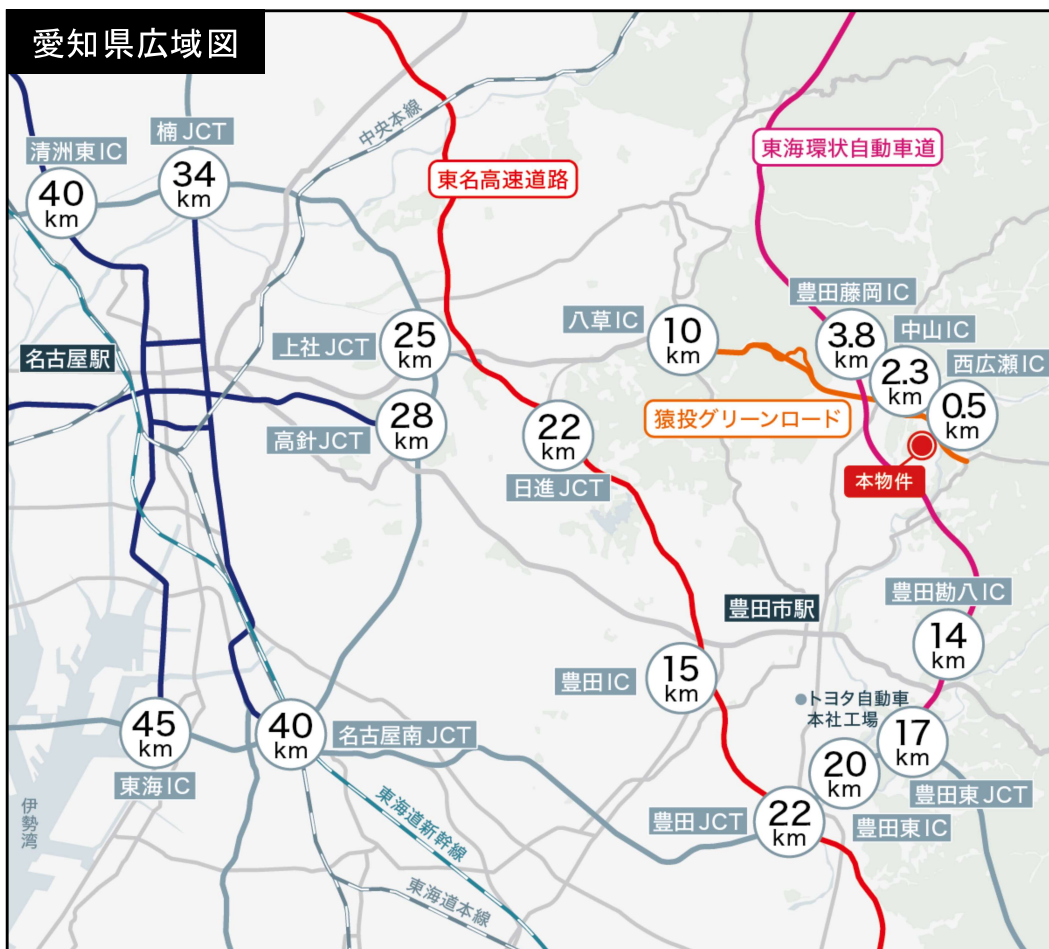 愛知県広域図
楠JCT
清洲東IC
34
km
40
km
中央本線
東名高速道路
東海環状自動車道
豊田藤岡IC
八草IC
中山IC
上社JCT
25
km
10
km
3.8
km
西広瀬IC
名古屋駅
2.3
km
0.5
km
高針JCT
28
km
22
km
猿投グリーンロード
日進JCT
本物件
豊田市駅
豊田勘八IC
14
km
豊田IC
15
km
トヨタ自動車
本社工場
45
km
40
km
名古屋南JCT
17
km
東海IC
20
km
豊田東JCT
伊勢湾
東海道新幹線
豊田JCT
22
km
豊田東IC
東海道本線